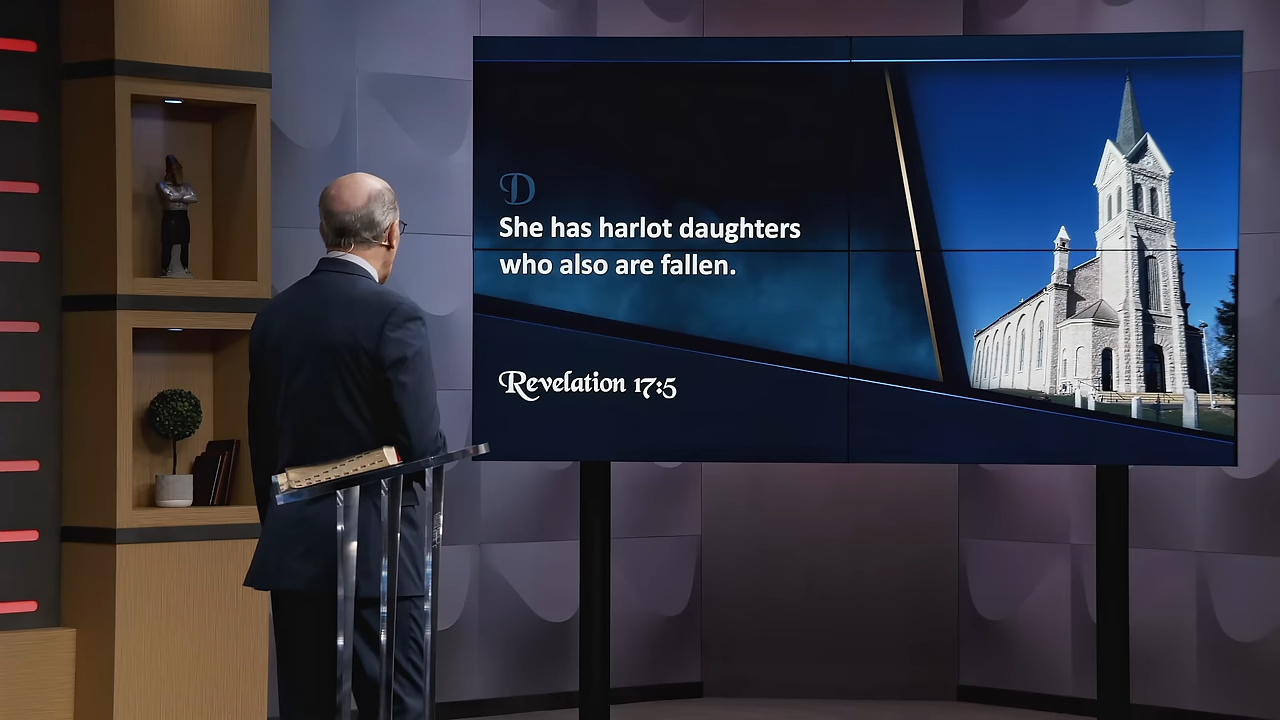 D
She has harlot daughters
who also are fallen.
Revelation 17:5